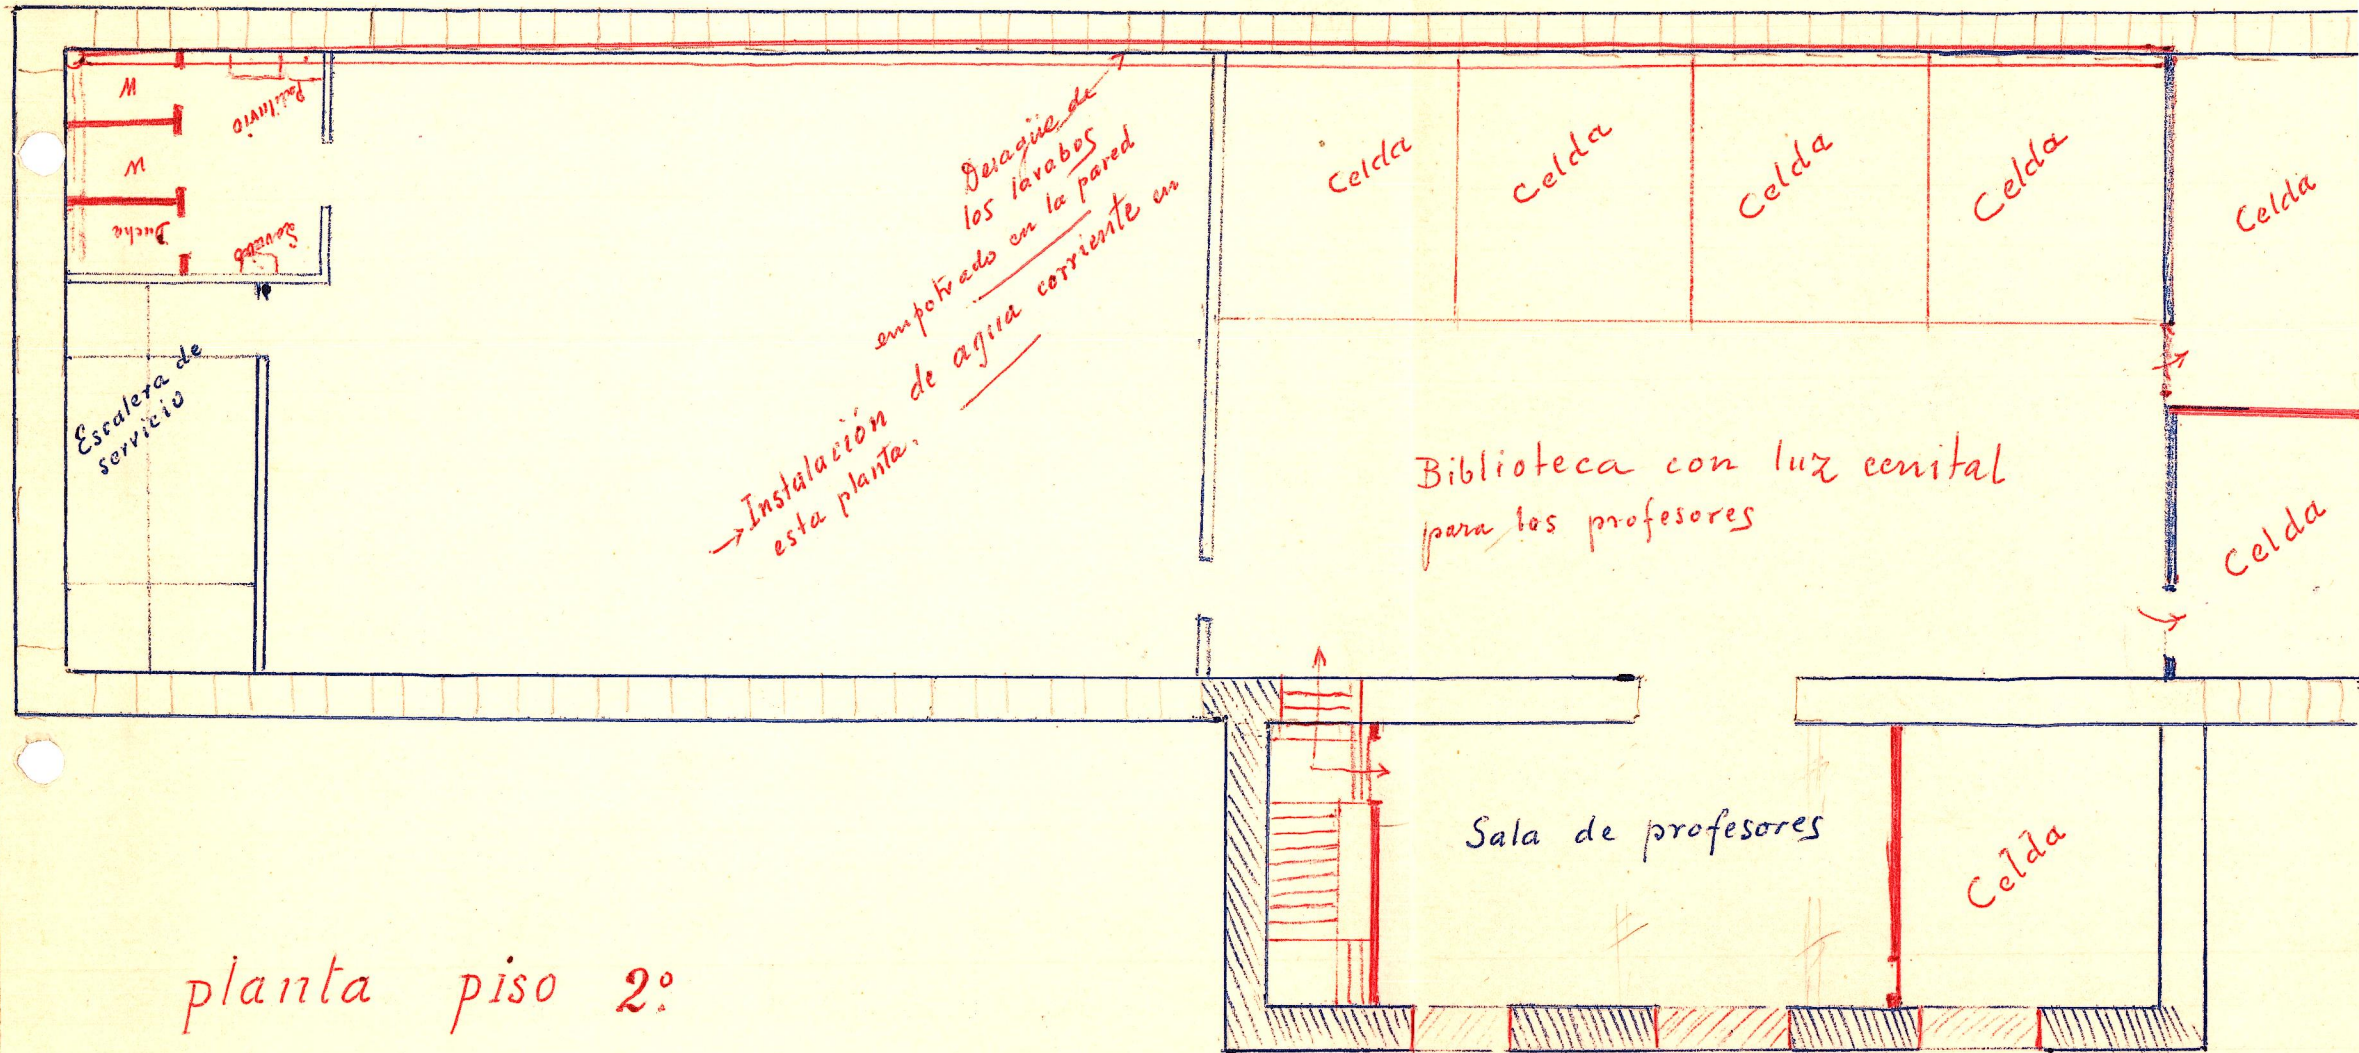 W
Pediluvio
W
Ducha
Lavabo
Escalera de
servicio
Desagüe de
los lavabos
empotrado en la pared
→ Instalación de agua corriente en
esta planta.
Celda
Celda
Celda
Celda
Celda
Biblioteca con luz cenital
para los profesores
Celda
Sala de profesores
Celda
planta piso 2º